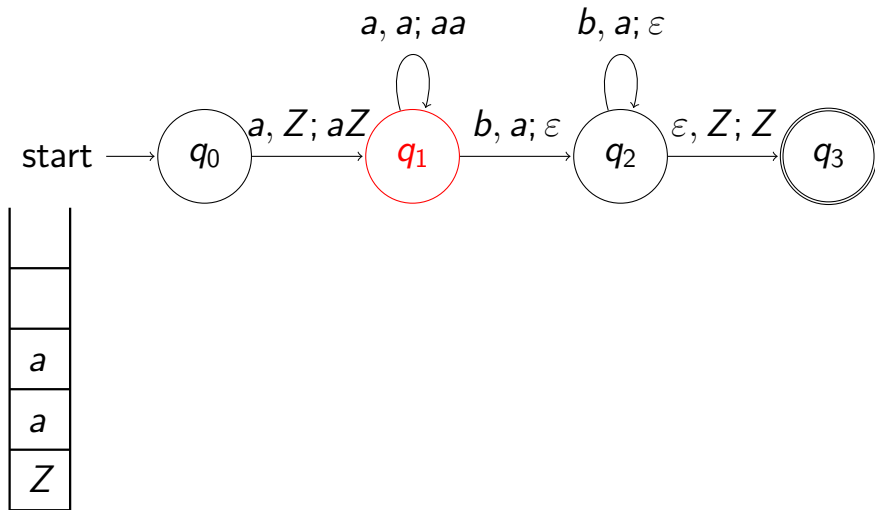 a, a; aa b, a; ε
a, Z; aZ b, a; ε ε, Z; Z
start q₀ q₁ q₂ q₃
a
a
Z